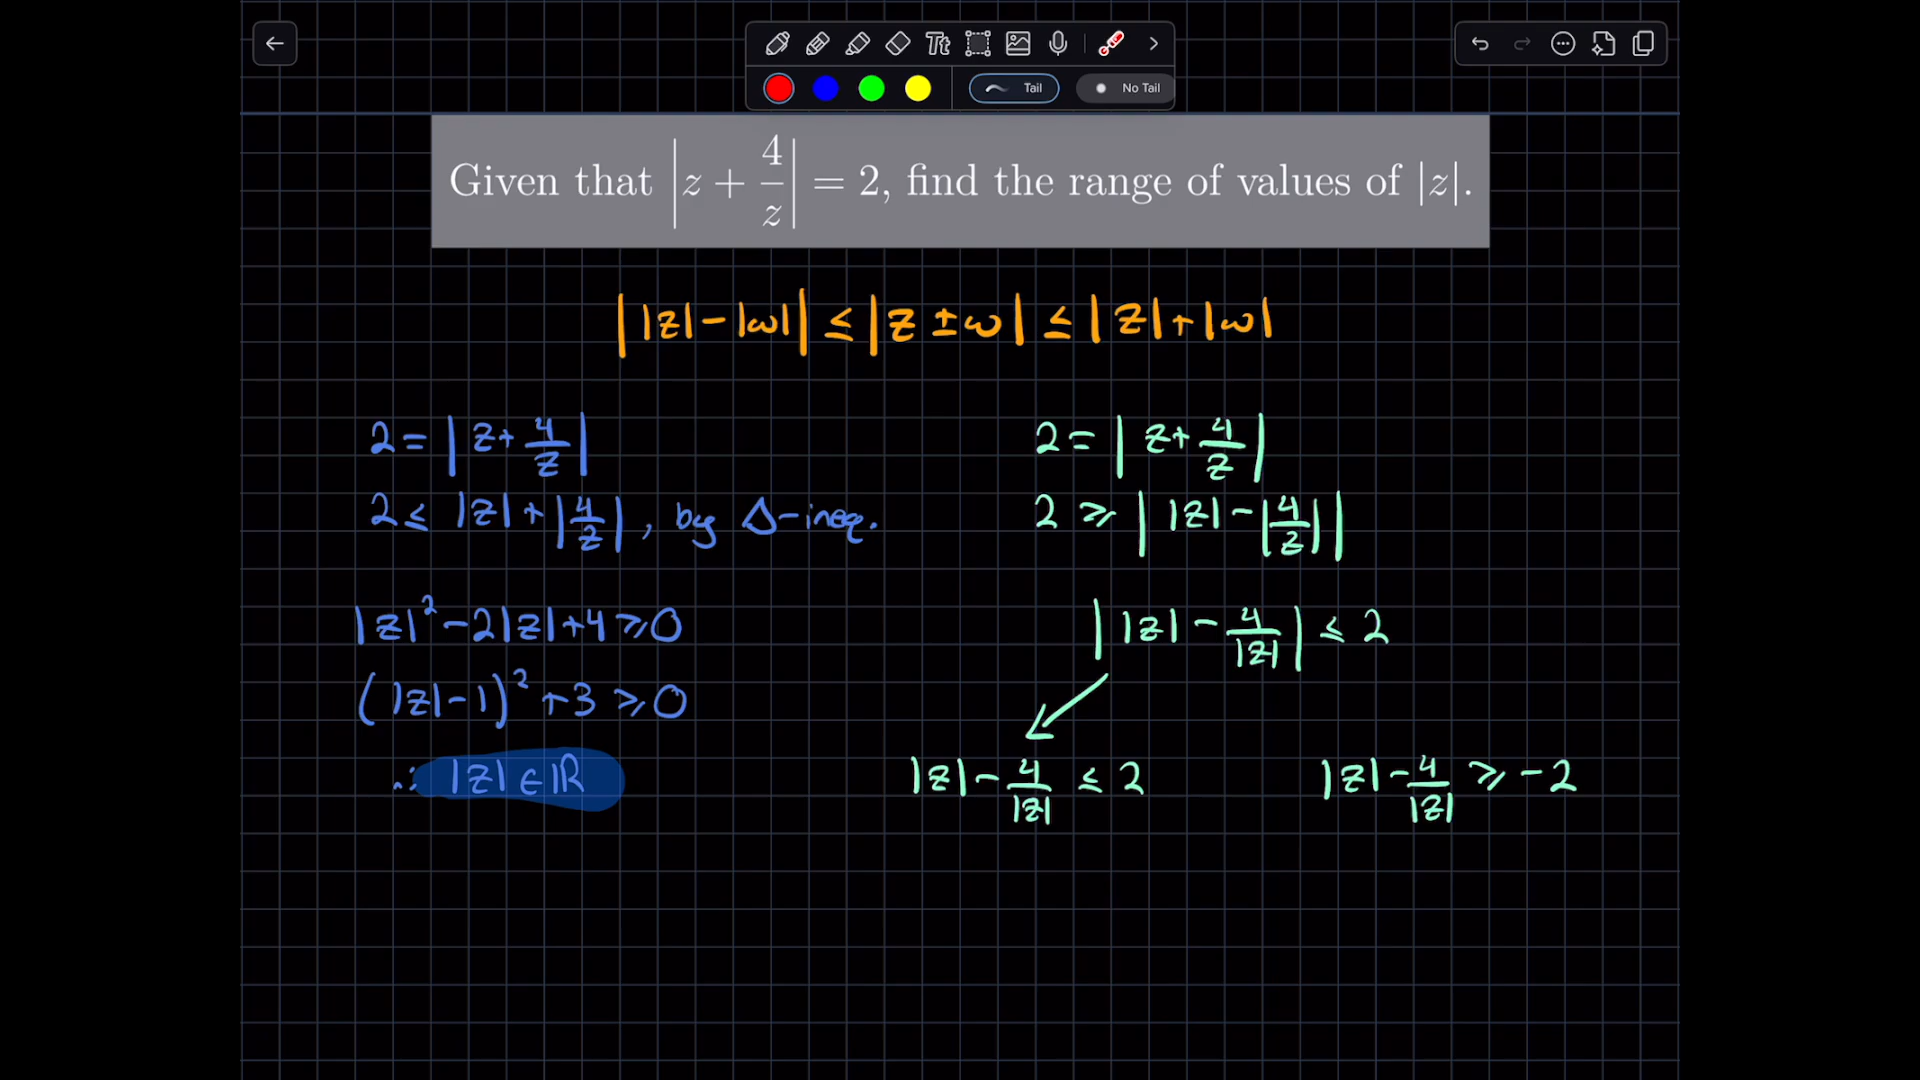 Tt
Tail
No Tail
Given that |z + 4/z| = 2, find the range of values of |z|.
||z| - |ω|| ≤ |z ± ω| ≤ |z| + |ω|
2 = |z + 4/z|
2 ≤ |z| + |4/z|, by Δ-ineq.
|z|² - 2|z| + 4 ≥ 0
(|z| - 1)² + 3 ≥ 0
∴ |z| ∈ ℝ
2 = |z + 4/z|
2 ≥ ||z| - |4/z||
||z| - 4/|z|| ≤ 2
|z| - 4/|z| ≤ 2
|z| - 4/|z| ≥ -2